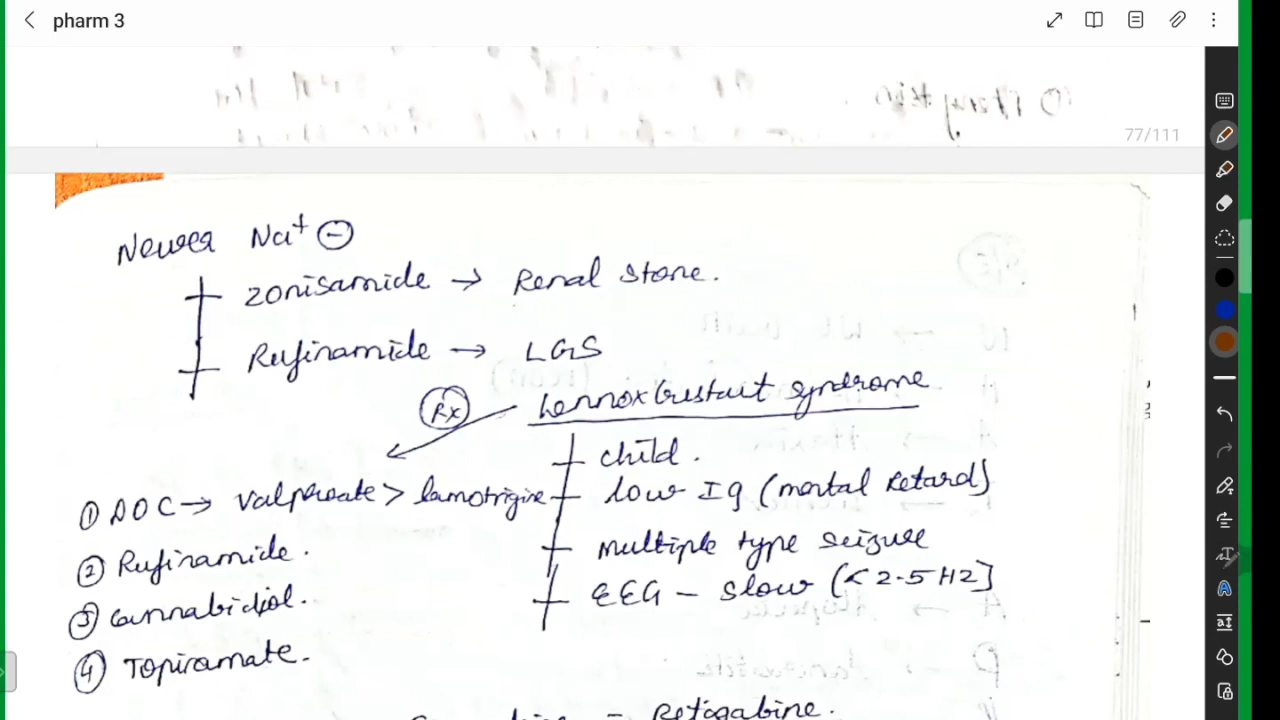 pharm 3
77/111
Newer Na+ ⊖
Zonisamide → Renal stone.
Rufinamide → LGS
Rx Lennox Gustaut syndrome
child.
① DOC → Valproate > lamotrigine
low IQ (mental Retard)
② Rufinamide.
multiple type seizure
③ Cannabidiol.
EEG - slow (<2.5 HZ]
④ Topiramate.
Retigabine.